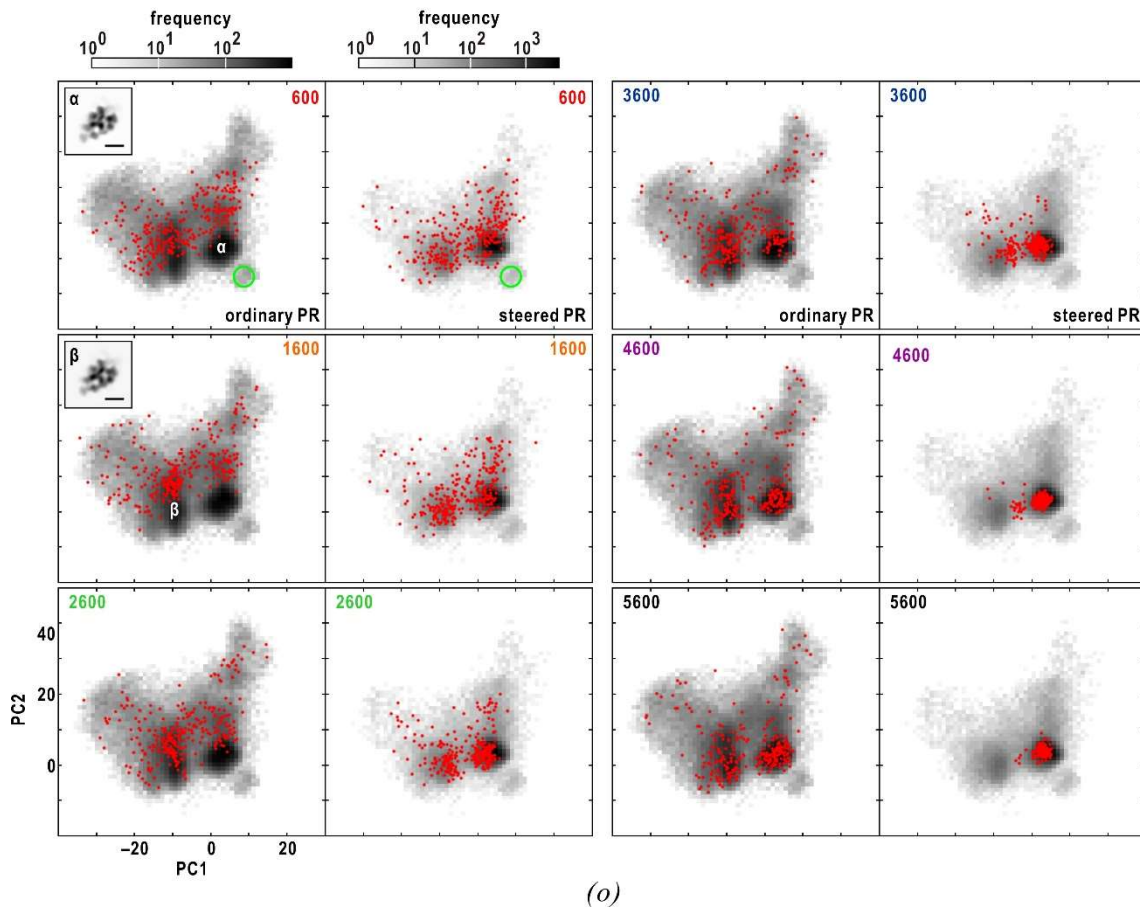 frequency frequency
10^0 10^1 10^2 10^0 10^1 10^2 10^3
α 600 600 3600 3600
α
ordinary PR steered PR ordinary PR steered PR
β 1600 1600 4600 4600
β
2600 2600 5600 5600
40
20
0
PC2
−20 0 20
PC1
(o)